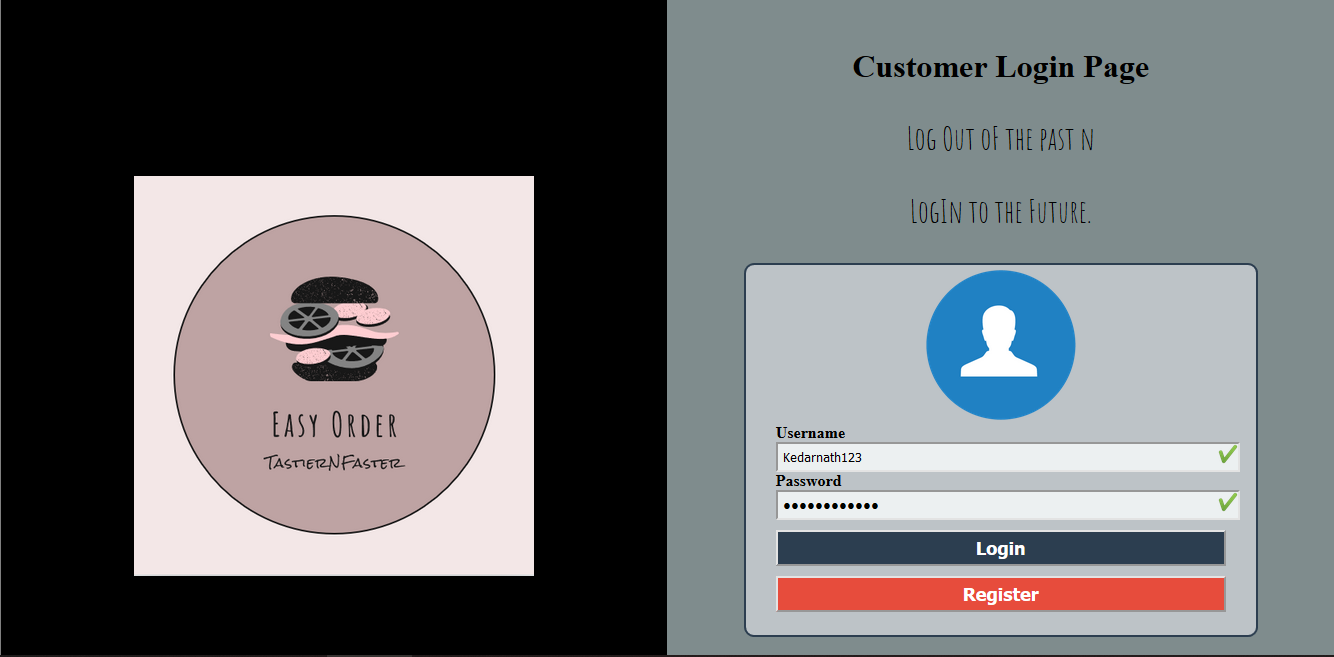 Easy Order
TastierNFaster
Customer Login Page
Log Out of the past n
LogIn to the Future.
Username
Kedarnath123
Password
••••••••••••
Login
Register